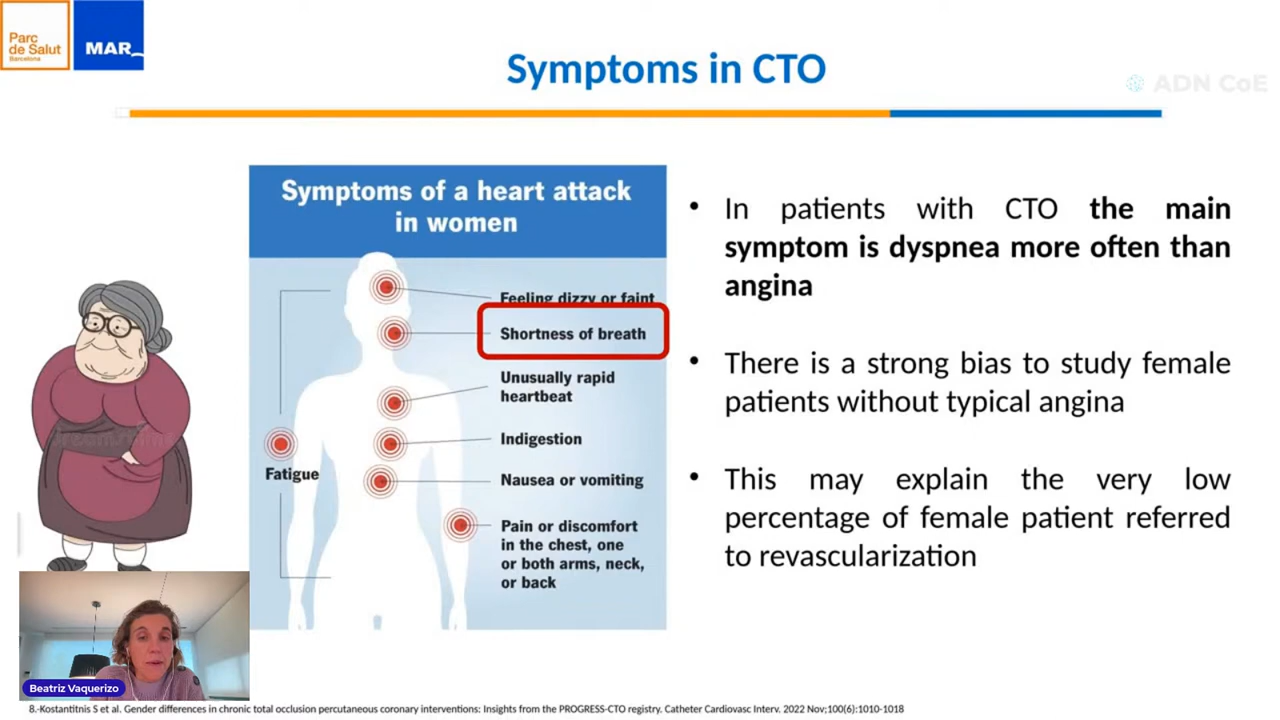 Parc
de Salut
Barcelona
MAR
Symptoms in CTO
ADN CoE
Symptoms of a heart attack
in women
Feeling dizzy or faint
Shortness of breath
Unusually rapid
heartbeat
Indigestion
Fatigue
Nausea or vomiting
Pain or discomfort
in the chest, one
or both arms, neck,
or back
• In patients with CTO the main
symptom is dyspnea more often than
angina
• There is a strong bias to study female
patients without typical angina
• This may explain the very low
percentage of female patient referred
to revascularization
dreamstime
Beatriz Vaquerizo
8.-Kostantitnis S et al. Gender differences in chronic total occlusion percutaneous coronary interventions: Insights from the PROGRESS-CTO registry. Catheter Cardiovasc Interv. 2022 Nov;100(6):1010-1018